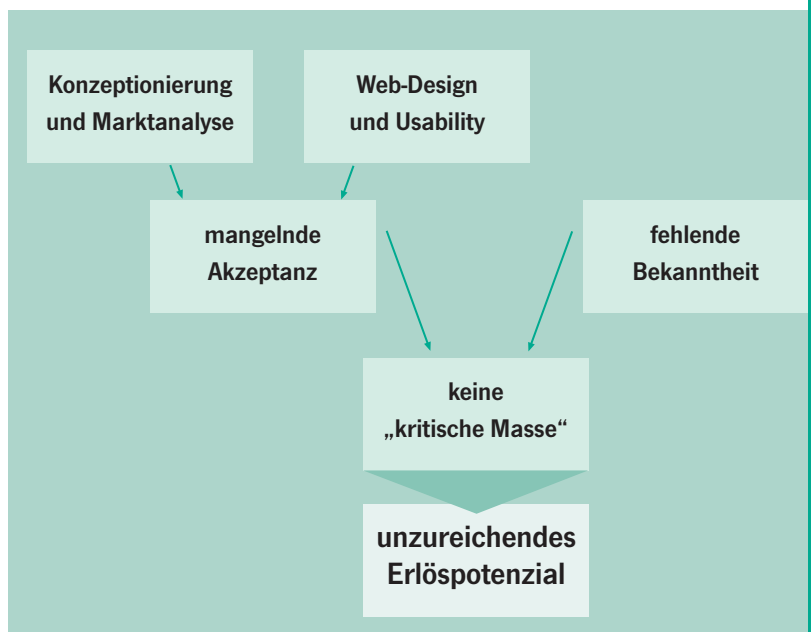 Konzeptionierung
und Marktanalyse
Web-Design
und Usability
mangelnde
Akzeptanz
fehlende
Bekanntheit
keine
„kritische Masse“
unzureichendes
Erlöspotenzial